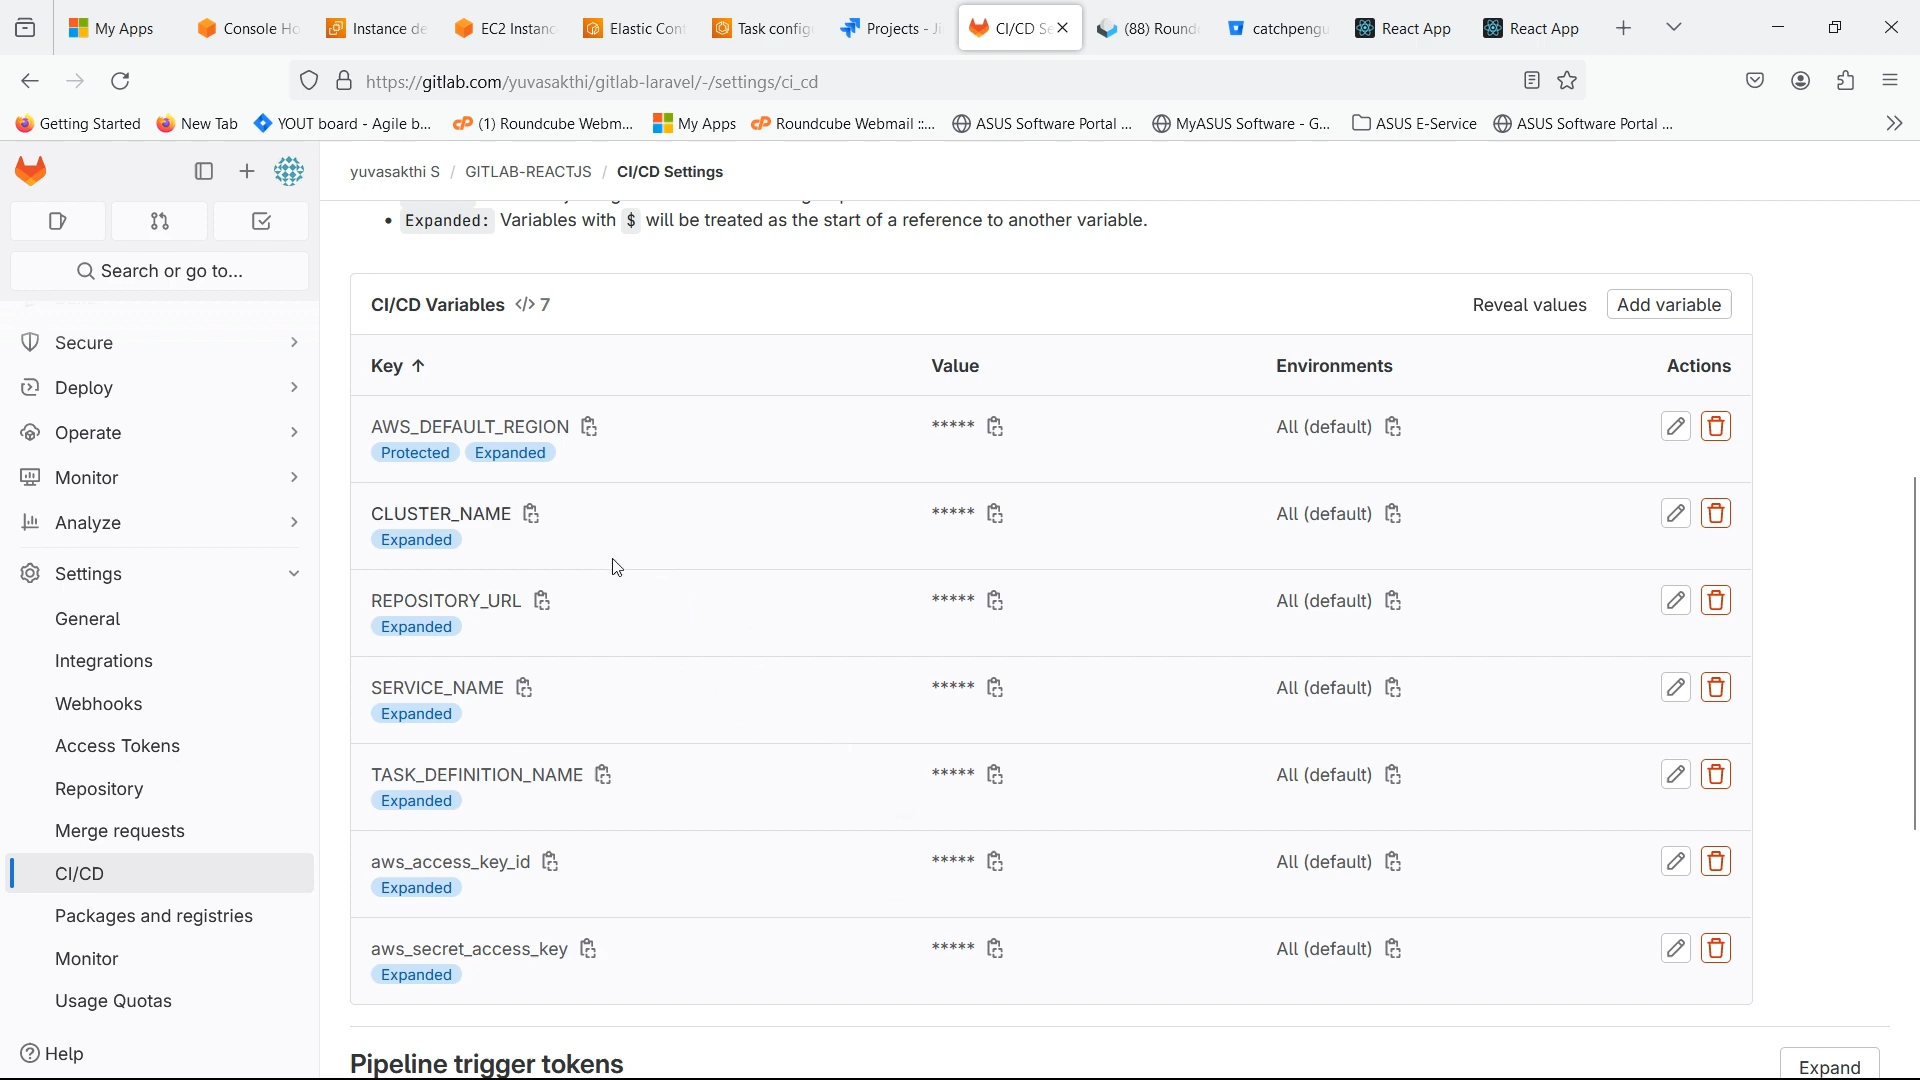 My Apps
Console Ho
Instance de
EC2 Instanc
Elastic Cont
Task config
Projects - Ji
CI/CD Se
(88) Round
catchpengu
React App
React App
https://gitlab.com/yuvasakthi/gitlab-laravel/-/settings/ci_cd
Getting Started
New Tab
YOUT board - Agile b...
(1) Roundcube Webm...
My Apps
Roundcube Webmail ::...
ASUS Software Portal ...
MyASUS Software - G...
ASUS E-Service
ASUS Software Portal ...
yuvasakthi S / GITLAB-REACTJS / CI/CD Settings
Search or go to...
Secure
Deploy
Operate
Monitor
Analyze
Settings
General
Integrations
Webhooks
Access Tokens
Repository
Merge requests
CI/CD
Packages and registries
Monitor
Usage Quotas
Help
• Expanded: Variables with $ will be treated as the start of a reference to another variable.
CI/CD Variables </> 7
Reveal values
Add variable
Key ↑ Value Environments Actions
AWS_DEFAULT_REGION ***** All (default)
Protected Expanded
CLUSTER_NAME ***** All (default)
Expanded
REPOSITORY_URL ***** All (default)
Expanded
SERVICE_NAME ***** All (default)
Expanded
TASK_DEFINITION_NAME ***** All (default)
Expanded
aws_access_key_id ***** All (default)
Expanded
aws_secret_access_key ***** All (default)
Expanded
Pipeline trigger tokens
Expand